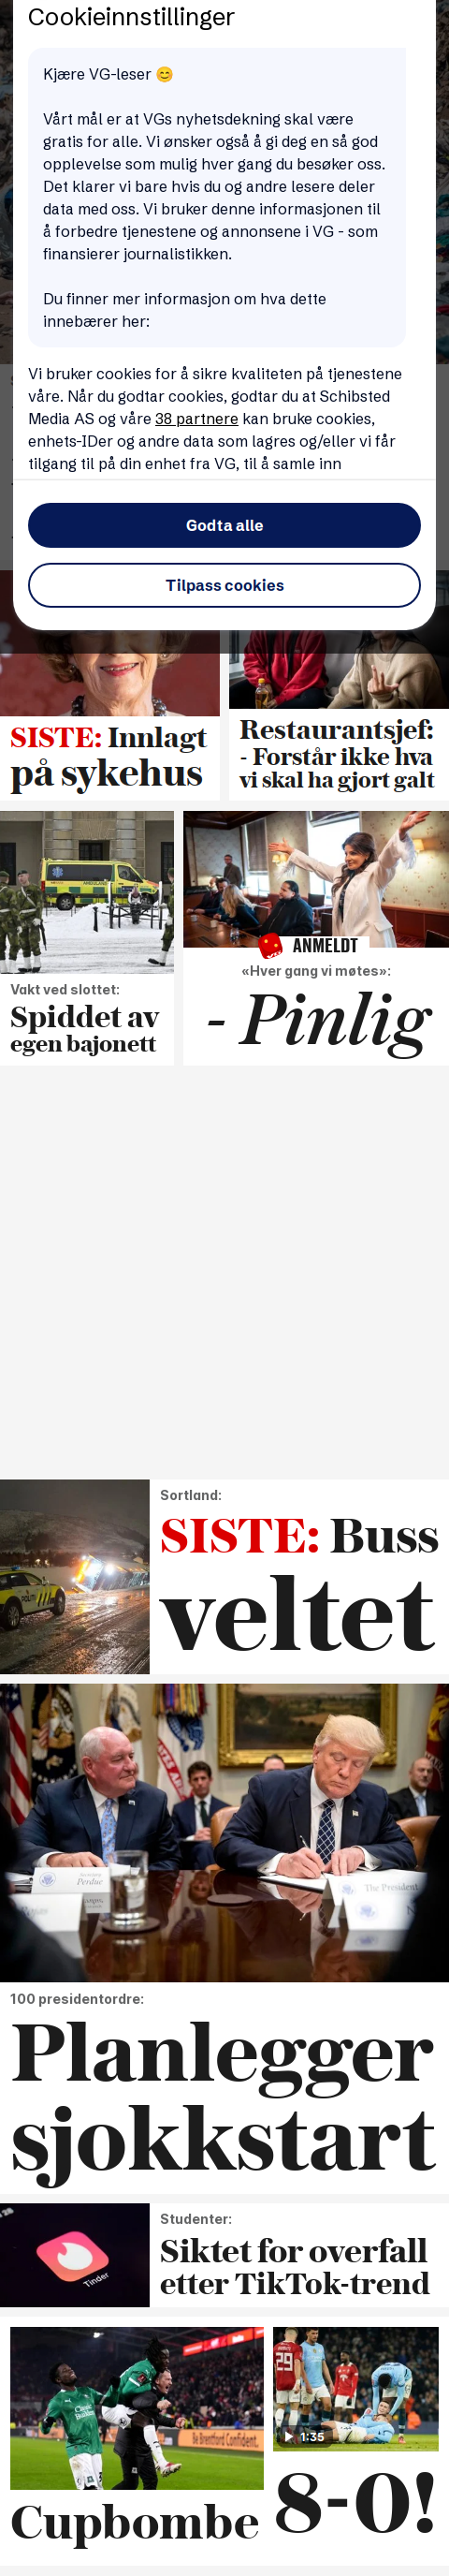 Cookieinnstillinger
Kjære VG-leser 😊
Vårt mål er at VGs nyhetsdekning skal være
gratis for alle. Vi ønsker også å gi deg en så god
opplevelse som mulig hver gang du besøker oss.
Det klarer vi bare hvis du og andre lesere deler
data med oss. Vi bruker denne informasjonen til
å forbedre tjenestene og annonsene i VG - som
finansierer journalistikken.
Du finner mer informasjon om hva dette
innebærer her:
Vi bruker cookies for å sikre kvaliteten på tjenestene
våre. Når du godtar cookies, godtar du at Schibsted
Media AS og våre 38 partnere kan bruke cookies,
enhets-IDer og andre data som lagres og/eller vi får
tilgang til på din enhet fra VG, til å samle inn
Godta alle
Tilpass cookies
SISTE: Innlagt
på sykehus
Restaurantsjef:
- Forstår ikke hva
vi skal ha gjort galt
Vakt ved slottet:
Spiddet av
egen bajonett
ANMELDT
«Hver gang vi møtes»:
- Pinlig
Sortland:
SISTE: Buss
veltet
Perdue
The President
100 presidentordre:
Planlegger
sjokkstart
Tinder
Studenter:
Siktet for overfall
etter TikTok-trend
Be Brentford Confident.
Cupbombe
29
1:35
8-0!